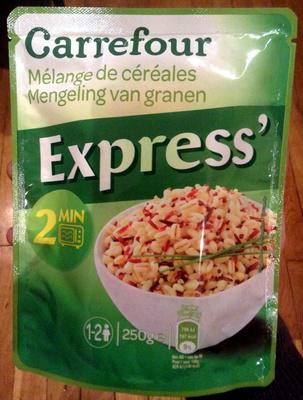 Carrefour
Mélange de céréales
Mengeling van granen
Express'
2 MIN
1-2
250g